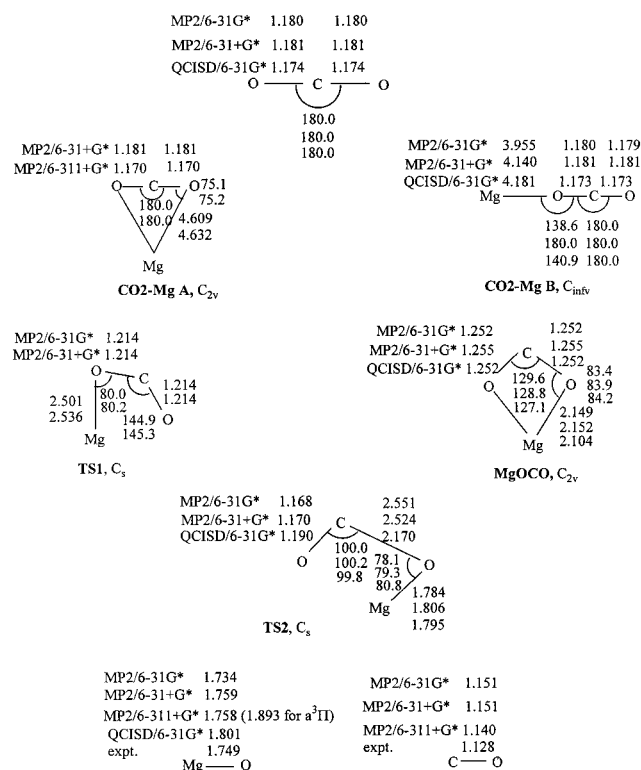 MP2/6-31G* 1.180 1.180
MP2/6-31+G* 1.181 1.181
QCISD/6-31G* 1.174 1.174
O C O
180.0
180.0
180.0
MP2/6-31+G* 1.181 1.181
MP2/6-311+G* 1.170 1.170
O C O 75.1
75.2
180.0
180.0
4.609
4.632
Mg
CO2-Mg A, C2v
MP2/6-31G* 3.955 1.180 1.179
MP2/6-31+G* 4.140 1.181 1.181
QCISD/6-31G* 4.181 1.173 1.173
Mg O C O
138.6 180.0
180.0 180.0
140.9 180.0
CO2-Mg B, Cinfv
MP2/6-31G* 1.214
MP2/6-31+G* 1.214
O C
80.0
80.2
1.214
1.214
2.501
2.536
144.9
145.3
O
Mg
TS1, Cs
MP2/6-31G* 1.252 1.252
MP2/6-31+G* 1.255 1.255
QCISD/6-31G* 1.252 1.252
C
O O
83.4
83.9
84.2
129.6
128.8
127.1
2.149
2.152
2.104
Mg
MgOCO, C2v
MP2/6-31G* 1.168 2.551
MP2/6-31+G* 1.170 2.524
QCISD/6-31G* 1.190 2.170
C
O
100.0
100.2
99.8
78.1
79.3
80.8
O
Mg
1.784
1.806
1.795
TS2, Cs
MP2/6-31G* 1.734
MP2/6-31+G* 1.759
MP2/6-311+G* 1.758 (1.893 for a³Π)
QCISD/6-31G* 1.801
expt. 1.749
Mg O
MP2/6-31G* 1.151
MP2/6-31+G* 1.151
MP2/6-311+G* 1.140
expt. 1.128
C O